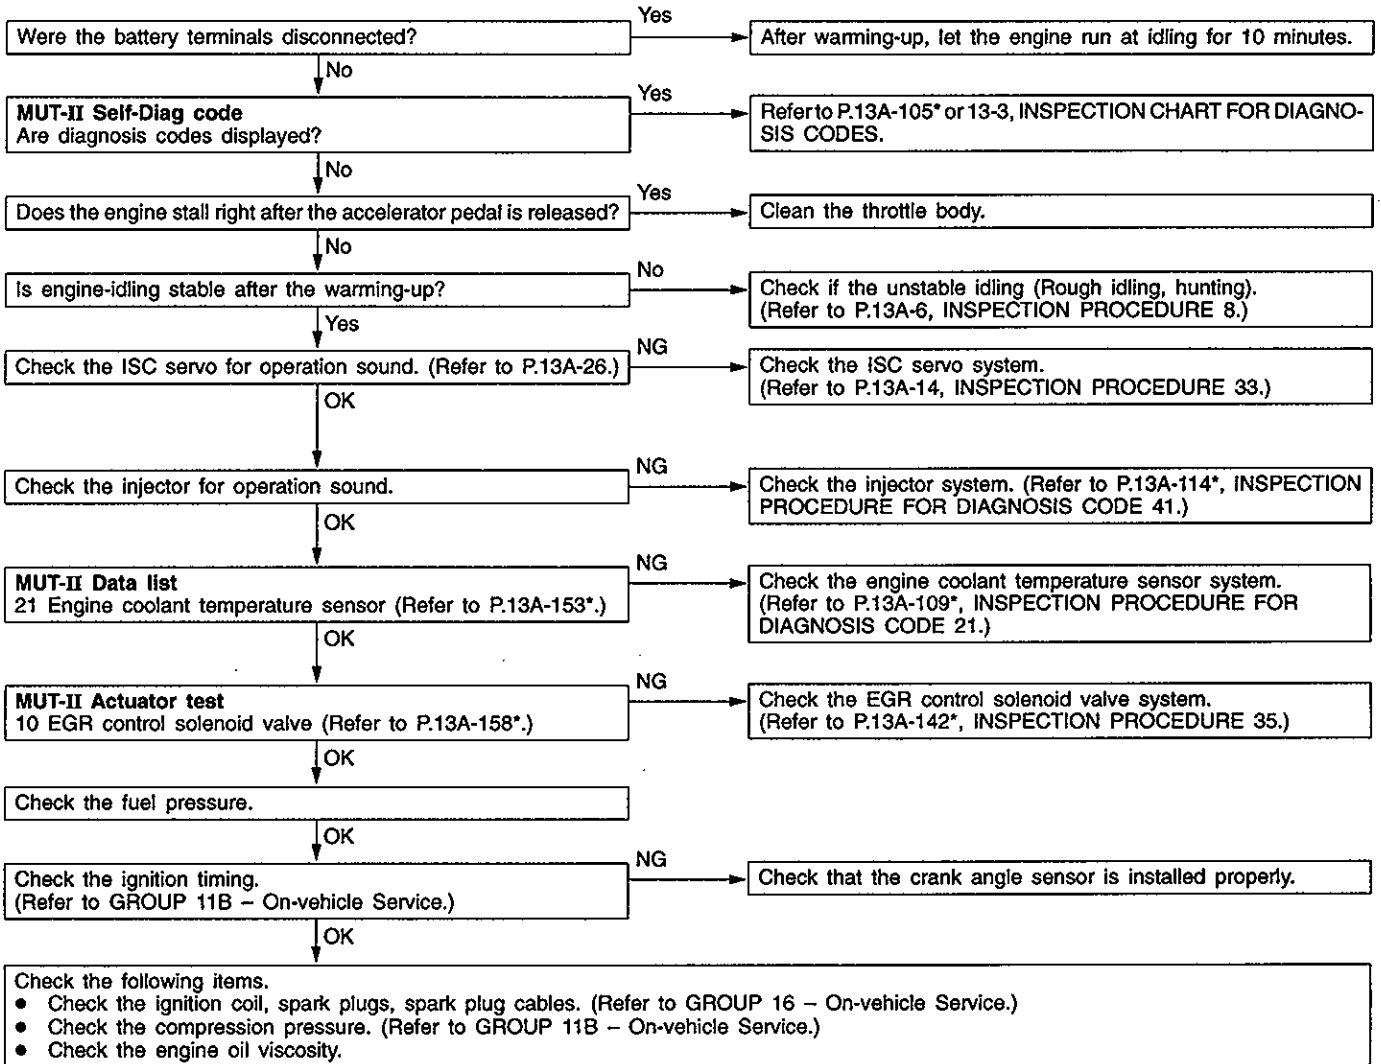 Were the battery terminals disconnected?
Yes
After warming-up, let the engine run at idling for 10 minutes.
No
MUT-II Self-Diag code
Are diagnosis codes displayed?
Yes
Refer to P.13A-105* or 13-3, INSPECTION CHART FOR DIAGNO-
SIS CODES.
No
Does the engine stall right after the accelerator pedal is released?
Yes
Clean the throttle body.
No
Is engine-idling stable after the warming-up?
No
Check if the unstable idling (Rough idling, hunting).
(Refer to P.13A-6, INSPECTION PROCEDURE 8.)
Yes
Check the ISC servo for operation sound. (Refer to P.13A-26.)
NG
Check the ISC servo system.
(Refer to P.13A-14, INSPECTION PROCEDURE 33.)
OK
Check the injector for operation sound.
NG
Check the injector system. (Refer to P.13A-114*, INSPECTION
PROCEDURE FOR DIAGNOSIS CODE 41.)
OK
MUT-II Data list
21 Engine coolant temperature sensor (Refer to P.13A-153*.)
NG
Check the engine coolant temperature sensor system.
(Refer to P.13A-109*, INSPECTION PROCEDURE FOR
DIAGNOSIS CODE 21.)
OK
MUT-II Actuator test
10 EGR control solenoid valve (Refer to P.13A-158*.)
NG
Check the EGR control solenoid valve system.
(Refer to P.13A-142*, INSPECTION PROCEDURE 35.)
OK
Check the fuel pressure.
OK
Check the ignition timing.
(Refer to GROUP 11B – On-vehicle Service.)
NG
Check that the crank angle sensor is installed properly.
OK
Check the following items.
● Check the ignition coil, spark plugs, spark plug cables. (Refer to GROUP 16 – On-vehicle Service.)
● Check the compression pressure. (Refer to GROUP 11B – On-vehicle Service.)
● Check the engine oil viscosity.